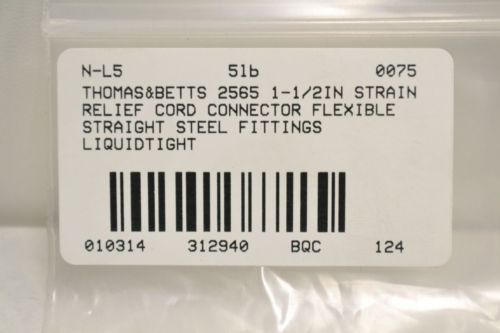 N-L5 5lb 0075
THOMAS&BETTS 2565 1-1/2IN STRAIN
RELIEF CORD CONNECTOR FLEXIBLE
STRAIGHT STEEL FITTINGS
LIQUIDTIGHT
010314 312940 BQC 124